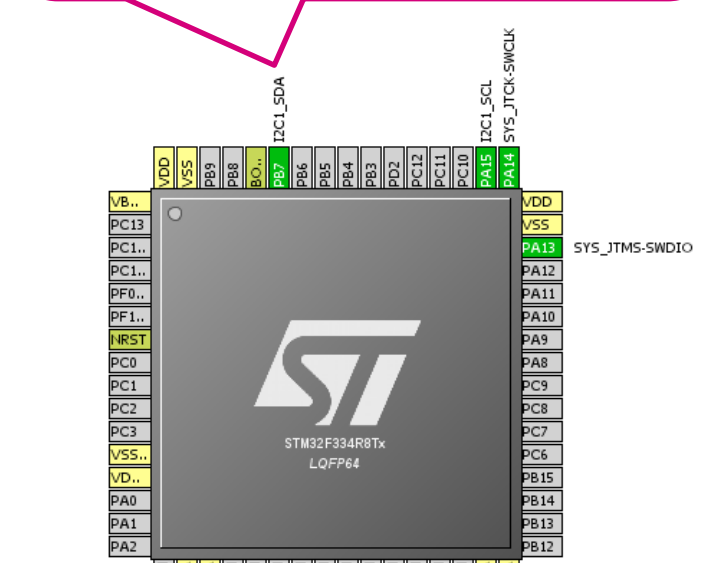 I2C1_SDA
I2C1_SCL
SYS_JTCK-SWCLK
VDD
VSS
PB9
PB8
BO..
PB7
PB6
PB5
PB4
PB3
PD2
PC12
PC11
PC10
PA15
PA14
VB..
PC13
PC1..
PC1..
PF0..
PF1..
NRST
PC0
PC1
PC2
PC3
VSS..
VD..
PA0
PA1
PA2
STM32F334R8Tx
LQFP64
VDD
VSS
PA13 SYS_JTMS-SWDIO
PA12
PA11
PA10
PA9
PA8
PC9
PC8
PC7
PC6
PB15
PB14
PB13
PB12